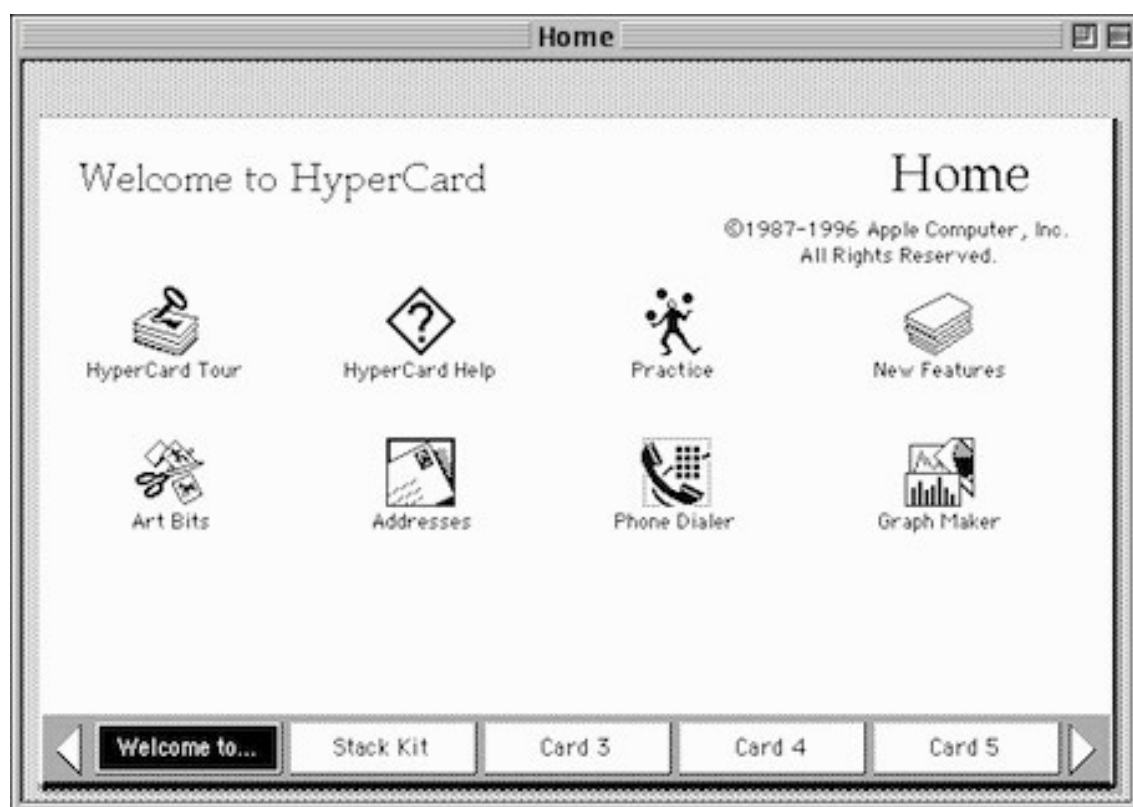 Home
Welcome to HyperCard
Home
©1987-1996 Apple Computer, Inc.
All Rights Reserved.
HyperCard Tour
HyperCard Help
Practice
New Features
Art Bits
Addresses
Phone Dialer
Graph Maker
Welcome to...
Stack Kit
Card 3
Card 4
Card 5